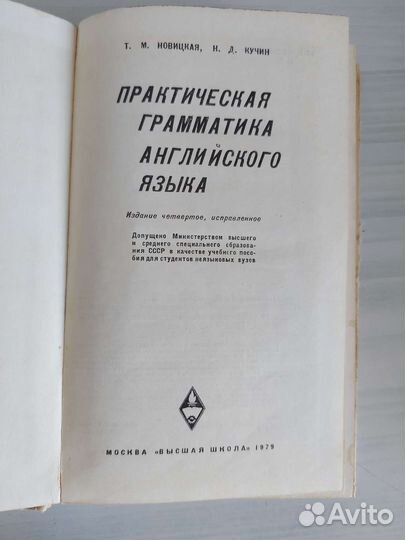 Т. М. НОВИЦКАЯ, Н. Д. КУЧИН
ПРАКТИЧЕСКАЯ
ГРАММАТИКА
АНГЛИЙСКОГО
ЯЗЫКА
Издание четвертое, исправленное
Допущено Министерством высшего
и среднего специального образова-
ния СССР в качестве учебного посо-
бия для студентов неязыковых вузов
МОСКВА «ВЫСШАЯ ШКОЛА» 1979
Avito